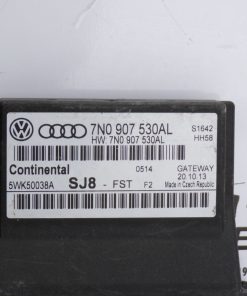 7N0 907 530AL
S1642
HW: 7N0 907 530AL
HH58
Continental
0514
GATEWAY
20.10.13
5WK50038A
SJ8 - FST F2
Made in Czech Republic